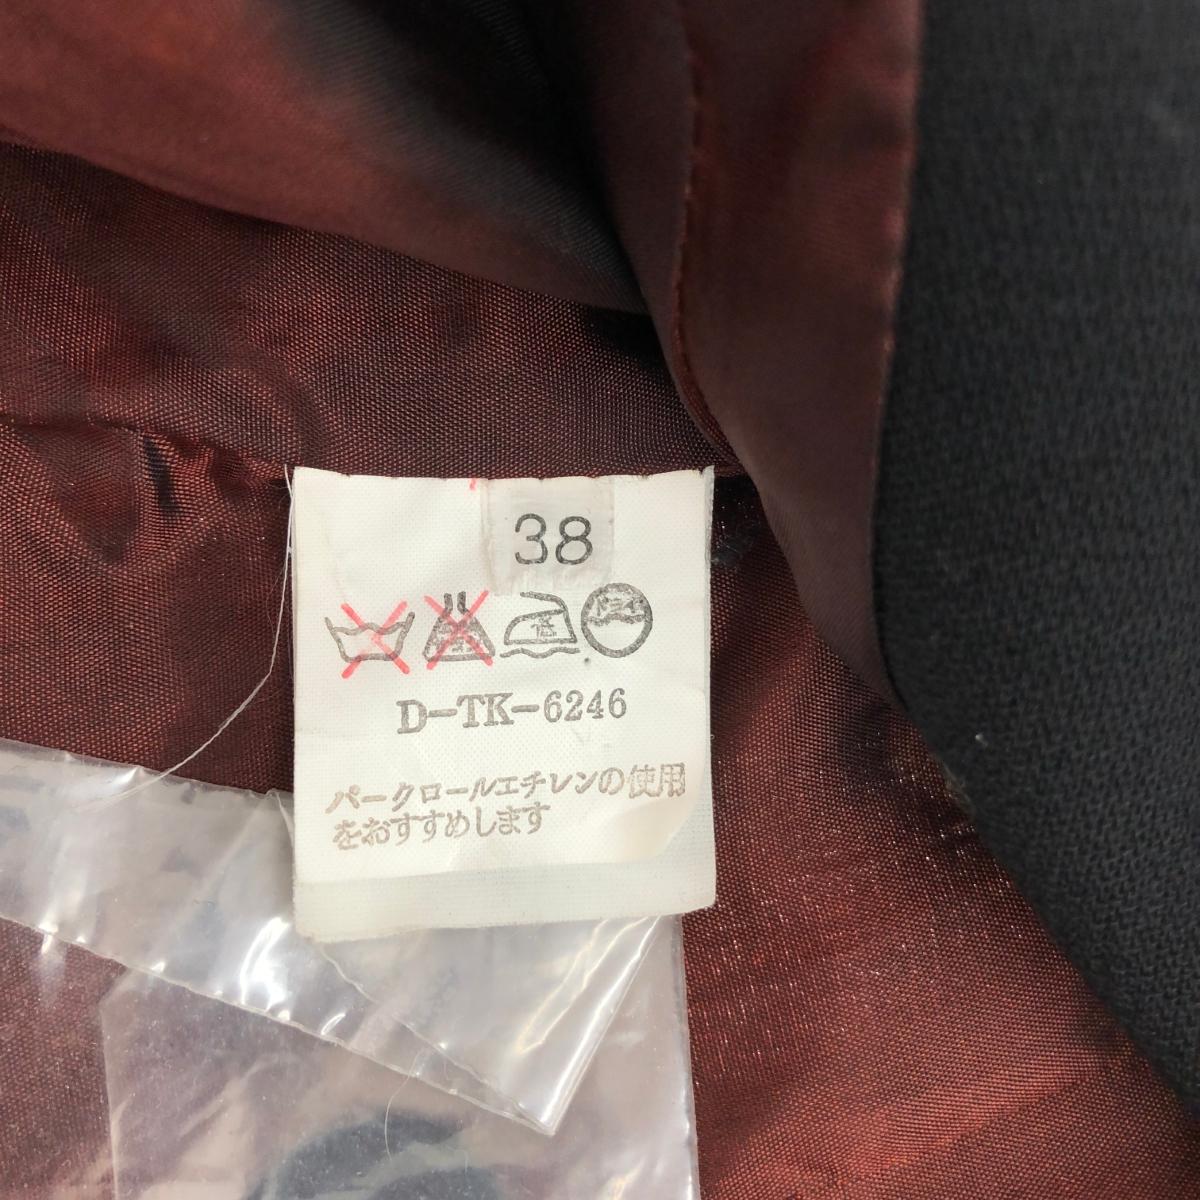 38
中
ドライ
D-TK-6246
パークロールエチレンの使用
をおすすめします